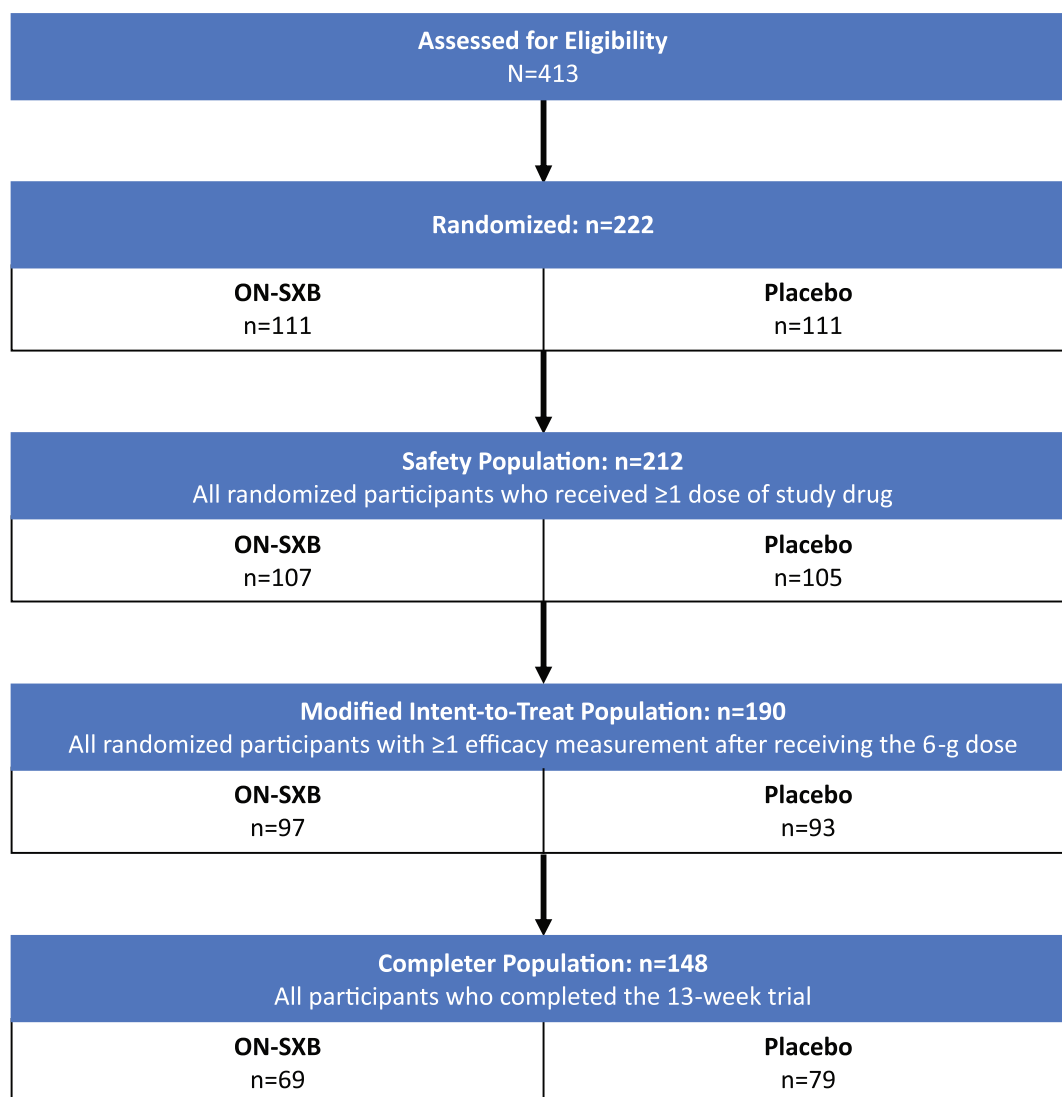 Assessed for Eligibility
N=413
Randomized: n=222
ON-SXB
n=111
Placebo
n=111
Safety Population: n=212
All randomized participants who received ≥1 dose of study drug
ON-SXB
n=107
Placebo
n=105
Modified Intent-to-Treat Population: n=190
All randomized participants with ≥1 efficacy measurement after receiving the 6-g dose
ON-SXB
n=97
Placebo
n=93
Completer Population: n=148
All participants who completed the 13-week trial
ON-SXB
n=69
Placebo
n=79